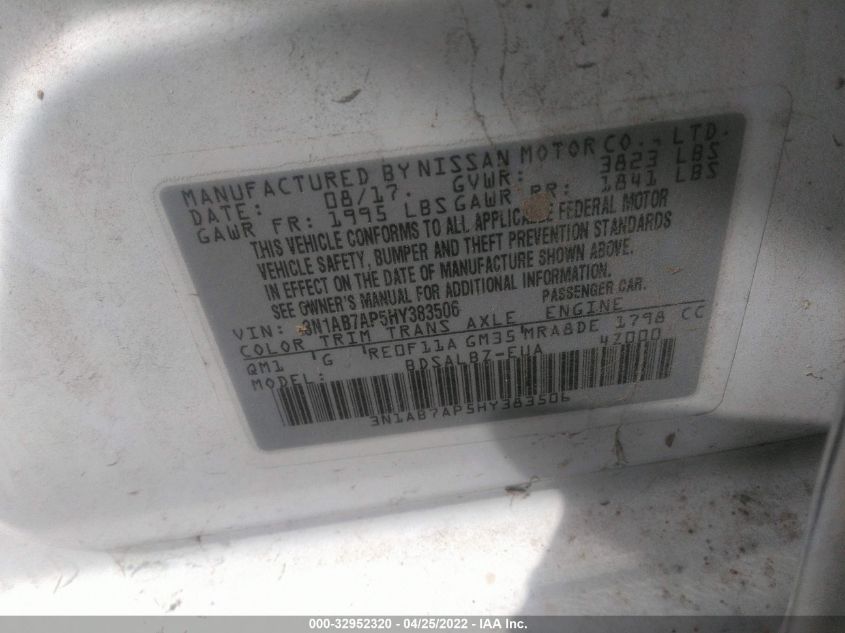 MANUFACTURED BY NISSAN MOTOR CO., LTD.
DATE: 08/17. GVWR: 3823 LBS
GAWR FR: 1995 LBS GAWR RR: 1841 LBS
THIS VEHICLE CONFORMS TO ALL APPLICABLE FEDERAL MOTOR
VEHICLE SAFETY, BUMPER AND THEFT PREVENTION STANDARDS
IN EFFECT ON THE DATE OF MANUFACTURE SHOWN ABOVE.
SEE OWNER'S MANUAL FOR ADDITIONAL INFORMATION.
VIN: 3N1AB7AP5HY383506 PASSENGER CAR.
COLOR TRIM TRANS AXLE ENGINE
QM1 G RE0F11A GM35 MRA8DE 1798 CC
MODEL: BDSALBZ-EUA 4Z000
3N1AB7AP5HY383506
000-32952320 - 04/25/2022 - IAA Inc.